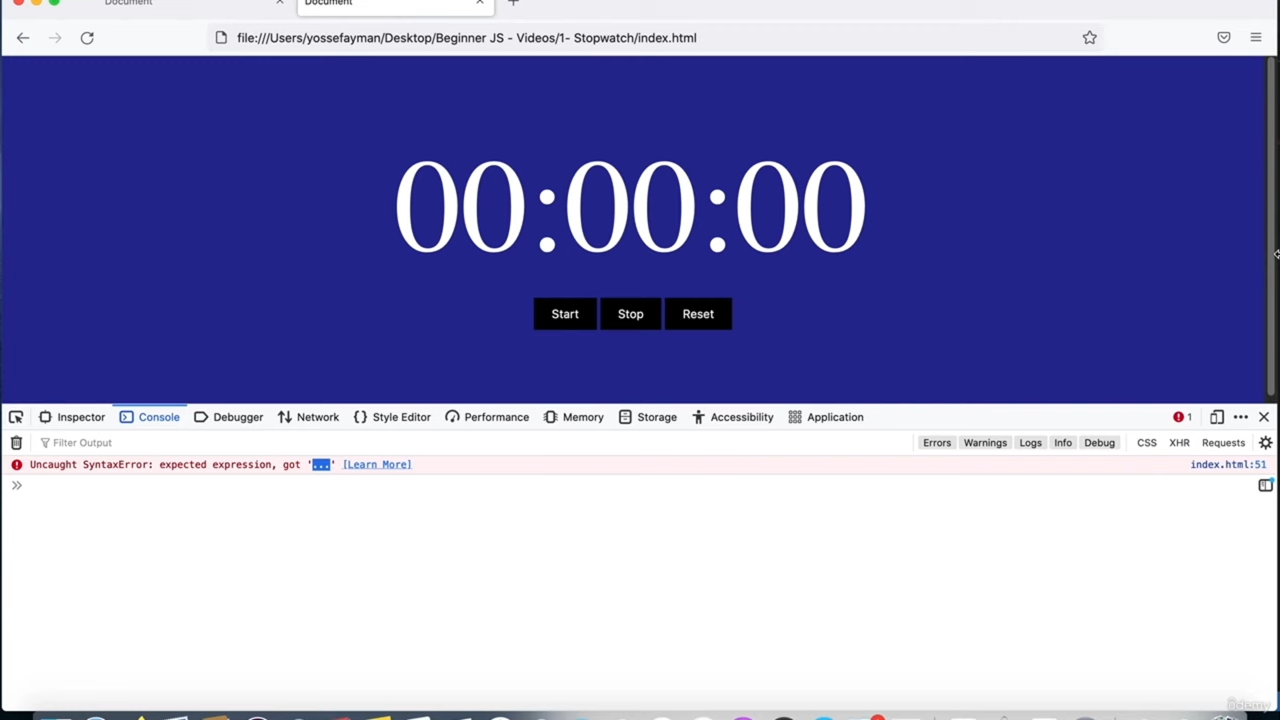 Document
Document
file:///Users/yossefayman/Desktop/Beginner JS - Videos/1- Stopwatch/index.html
00:00:00
Start Stop Reset
Inspector Console Debugger Network Style Editor Performance Memory Storage Accessibility Application 1
Filter Output Errors Warnings Logs Info Debug CSS XHR Requests
Uncaught SyntaxError: expected expression, got '...' [Learn More] index.html:51
udemy